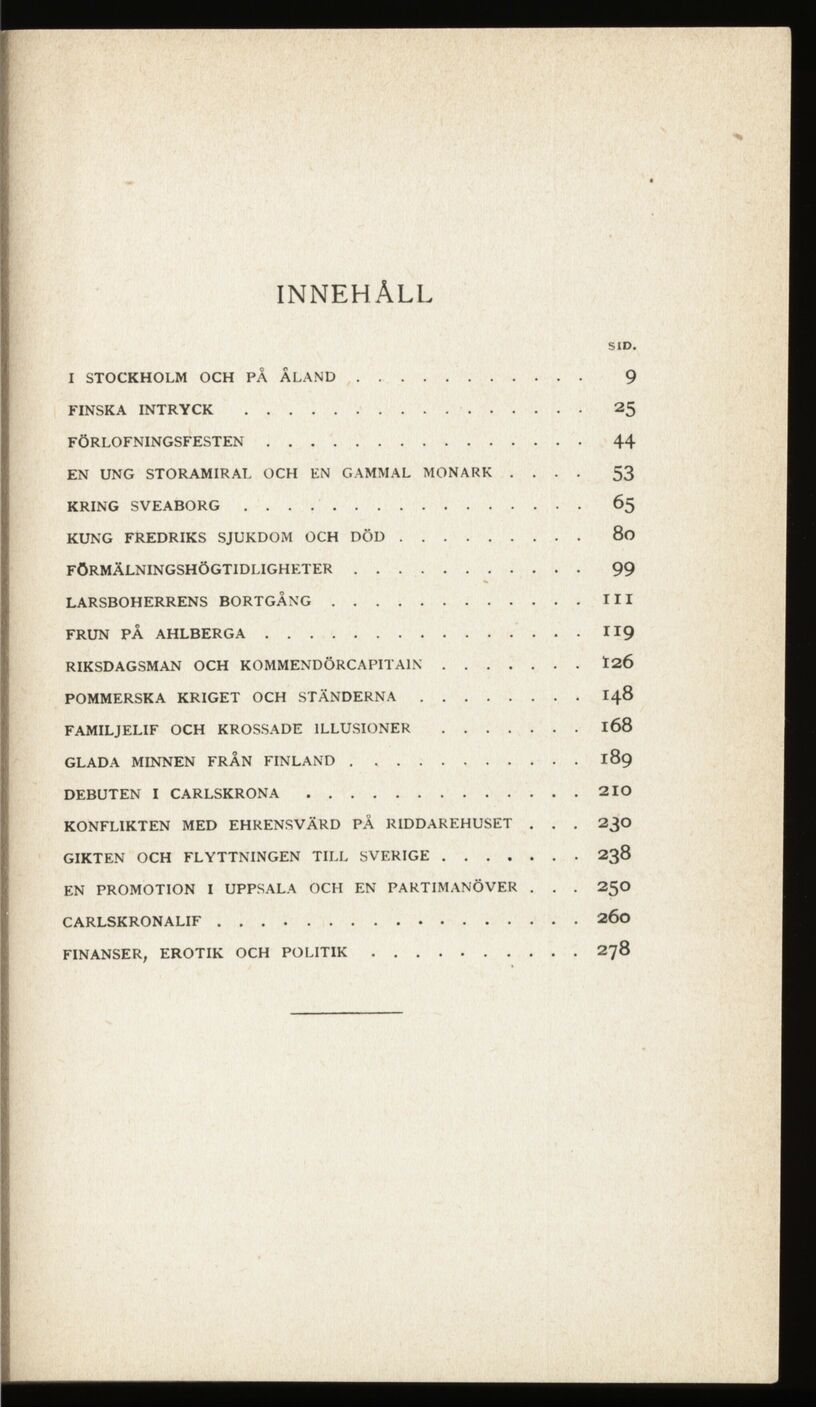 INNEHÅLL
SID.
I STOCKHOLM OCH PÅ ÅLAND . . . . . . . . . . . 9
FINSKA INTRYCK . . . . . . . . . . . . . . . . 25
FÖRLOFNINGSFESTEN . . . . . . . . . . . . . . . 44
EN UNG STORAMIRAL OCH EN GAMMAL MONARK . . . . 53
KRING SVEABORG . . . . . . . . . . . . . . . . 65
KUNG FREDRIKS SJUKDOM OCH DÖD . . . . . . . . . 80
FÖRMÄLNINGSHÖGTIDLIGHETER . . . . . . . . . . . 99
LARSBOHERRENS BORTGÅNG . . . . . . . . . . . . 111
FRUN PÅ AHLBERGA . . . . . . . . . . . . . . . 119
RIKSDAGSMAN OCH KOMMENDÖRCAPITAIN . . . . . . . 126
POMMERSKA KRIGET OCH STÄNDERNA . . . . . . . . 148
FAMILJELIF OCH KROSSADE ILLUSIONER . . . . . . . 168
GLADA MINNEN FRÅN FINLAND . . . . . . . . . . . 189
DEBUTEN I CARLSKRONA . . . . . . . . . . . . . 210
KONFLIKTEN MED EHRENSVÄRD PÅ RIDDAREHUSET . . . 230
GIKTEN OCH FLYTTNINGEN TILL SVERIGE . . . . . . . 238
EN PROMOTION I UPPSALA OCH EN PARTIMANÖVER . . . 250
CARLSKRONALIF . . . . . . . . . . . . . . . . . 260
FINANSER, EROTIK OCH POLITIK . . . . . . . . . . 278